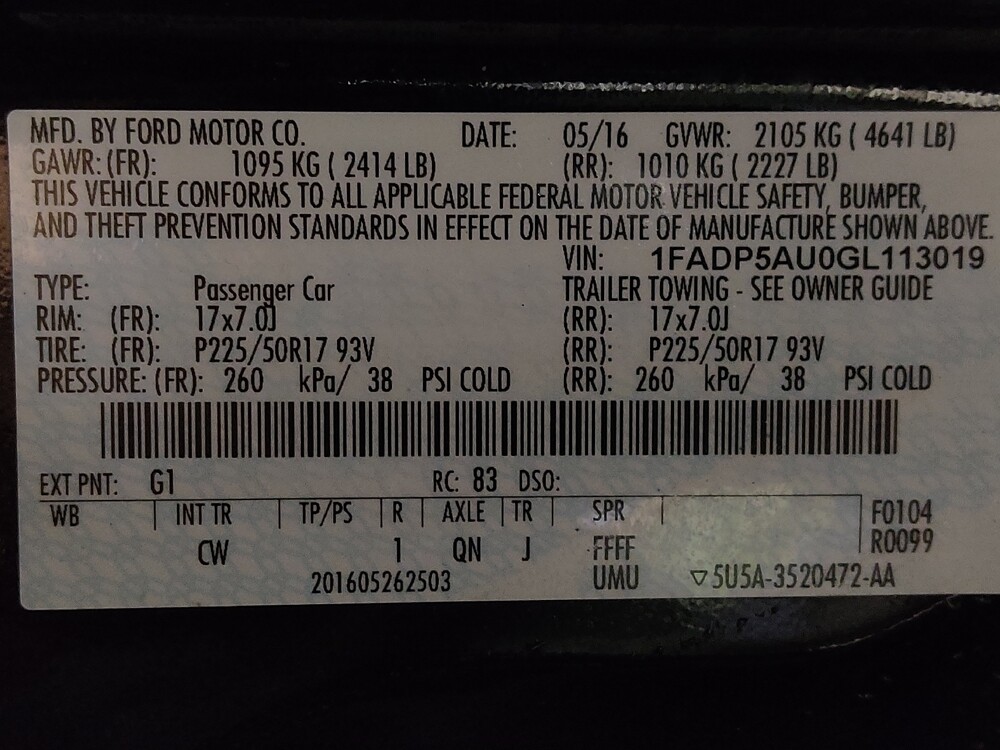 MFD. BY FORD MOTOR CO. DATE: 05/16 GVWR: 2105 KG ( 4641 LB)
GAWR: (FR): 1095 KG ( 2414 LB) (RR): 1010 KG ( 2227 LB)
THIS VEHICLE CONFORMS TO ALL APPLICABLE FEDERAL MOTOR VEHICLE SAFETY, BUMPER,
AND THEFT PREVENTION STANDARDS IN EFFECT ON THE DATE OF MANUFACTURE SHOWN ABOVE.
VIN: 1FADP5AU0GL113019
TYPE: Passenger Car TRAILER TOWING - SEE OWNER GUIDE
RIM: (FR): 17x7.0J (RR): 17x7.0J
TIRE: (FR): P225/50R17 93V (RR): P225/50R17 93V
PRESSURE: (FR): 260 kPa/ 38 PSI COLD (RR): 260 kPa/ 38 PSI COLD
EXT PNT: G1 RC: 83 DSO:
WB INT TR TP/PS R AXLE TR SPR F0104
CW 1 QN J FFFF R0099
201605262503 UMU ▽5U5A-3520472-AA